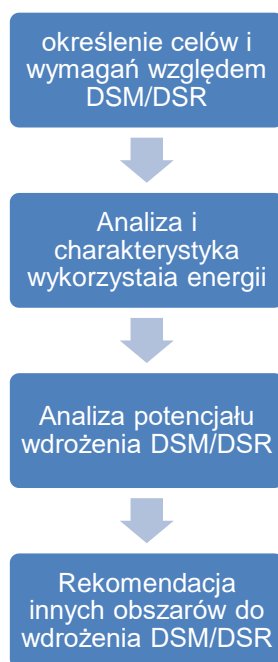 określenie celów i
wymagań względem
DSM/DSR
Analiza i
charakterystyka
wykorzystaia energii
Analiza potencjału
wdrożenia DSM/DSR
Rekomendacja
innych obszarów do
wdrożenia DSM/DSR